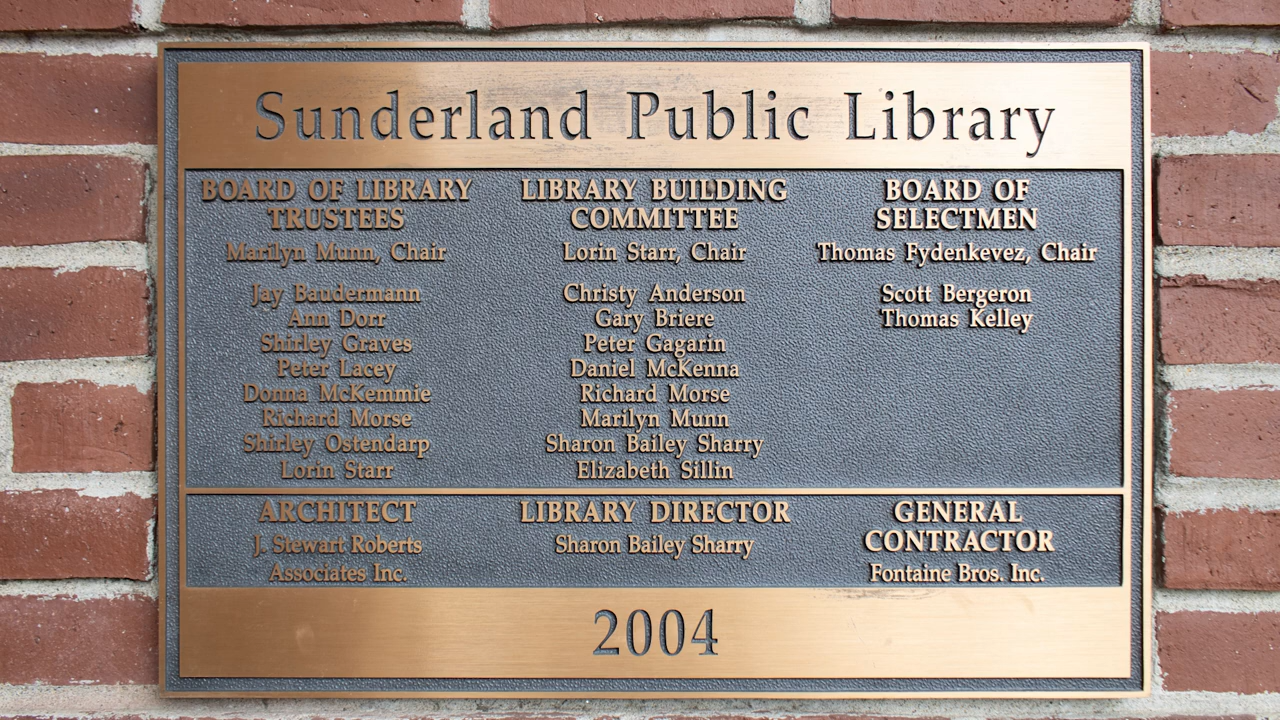 Sunderland Public Library
BOARD OF LIBRARY
TRUSTEES
Marilyn Munn, Chair
Jay Baudermann
Ann Dorr
Shirley Graves
Peter Lacey
Donna McKemmie
Richard Morse
Shirley Ostendarp
Lorin Starr
LIBRARY BUILDING
COMMITTEE
Lorin Starr, Chair
Christy Anderson
Gary Briere
Peter Gagarin
Daniel McKenna
Richard Morse
Marilyn Munn
Sharon Bailey Sharry
Elizabeth Sillin
BOARD OF
SELECTMEN
Thomas Fydenkevez, Chair
Scott Bergeron
Thomas Kelley
ARCHITECT
J. Stewart Roberts
Associates Inc.
LIBRARY DIRECTOR
Sharon Bailey Sharry
GENERAL
CONTRACTOR
Fontaine Bros. Inc.
2004